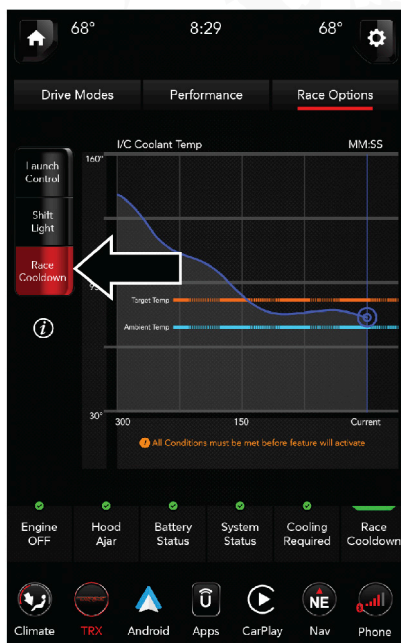 68° 8:29 68°
Drive Modes Performance Race Options
I/C Coolant Temp MM:SS
160°
Launch
Control
Shift
Light
Race
Cooldown
Target Temp
Ambient Temp
i
30°
300 150 Current
! All Conditions must be met before feature will activate
Engine
OFF
Hood
Ajar
Battery
Status
System
Status
Cooling
Required
Race
Cooldown
NE
Climate TRX Android Apps CarPlay Nav Phone